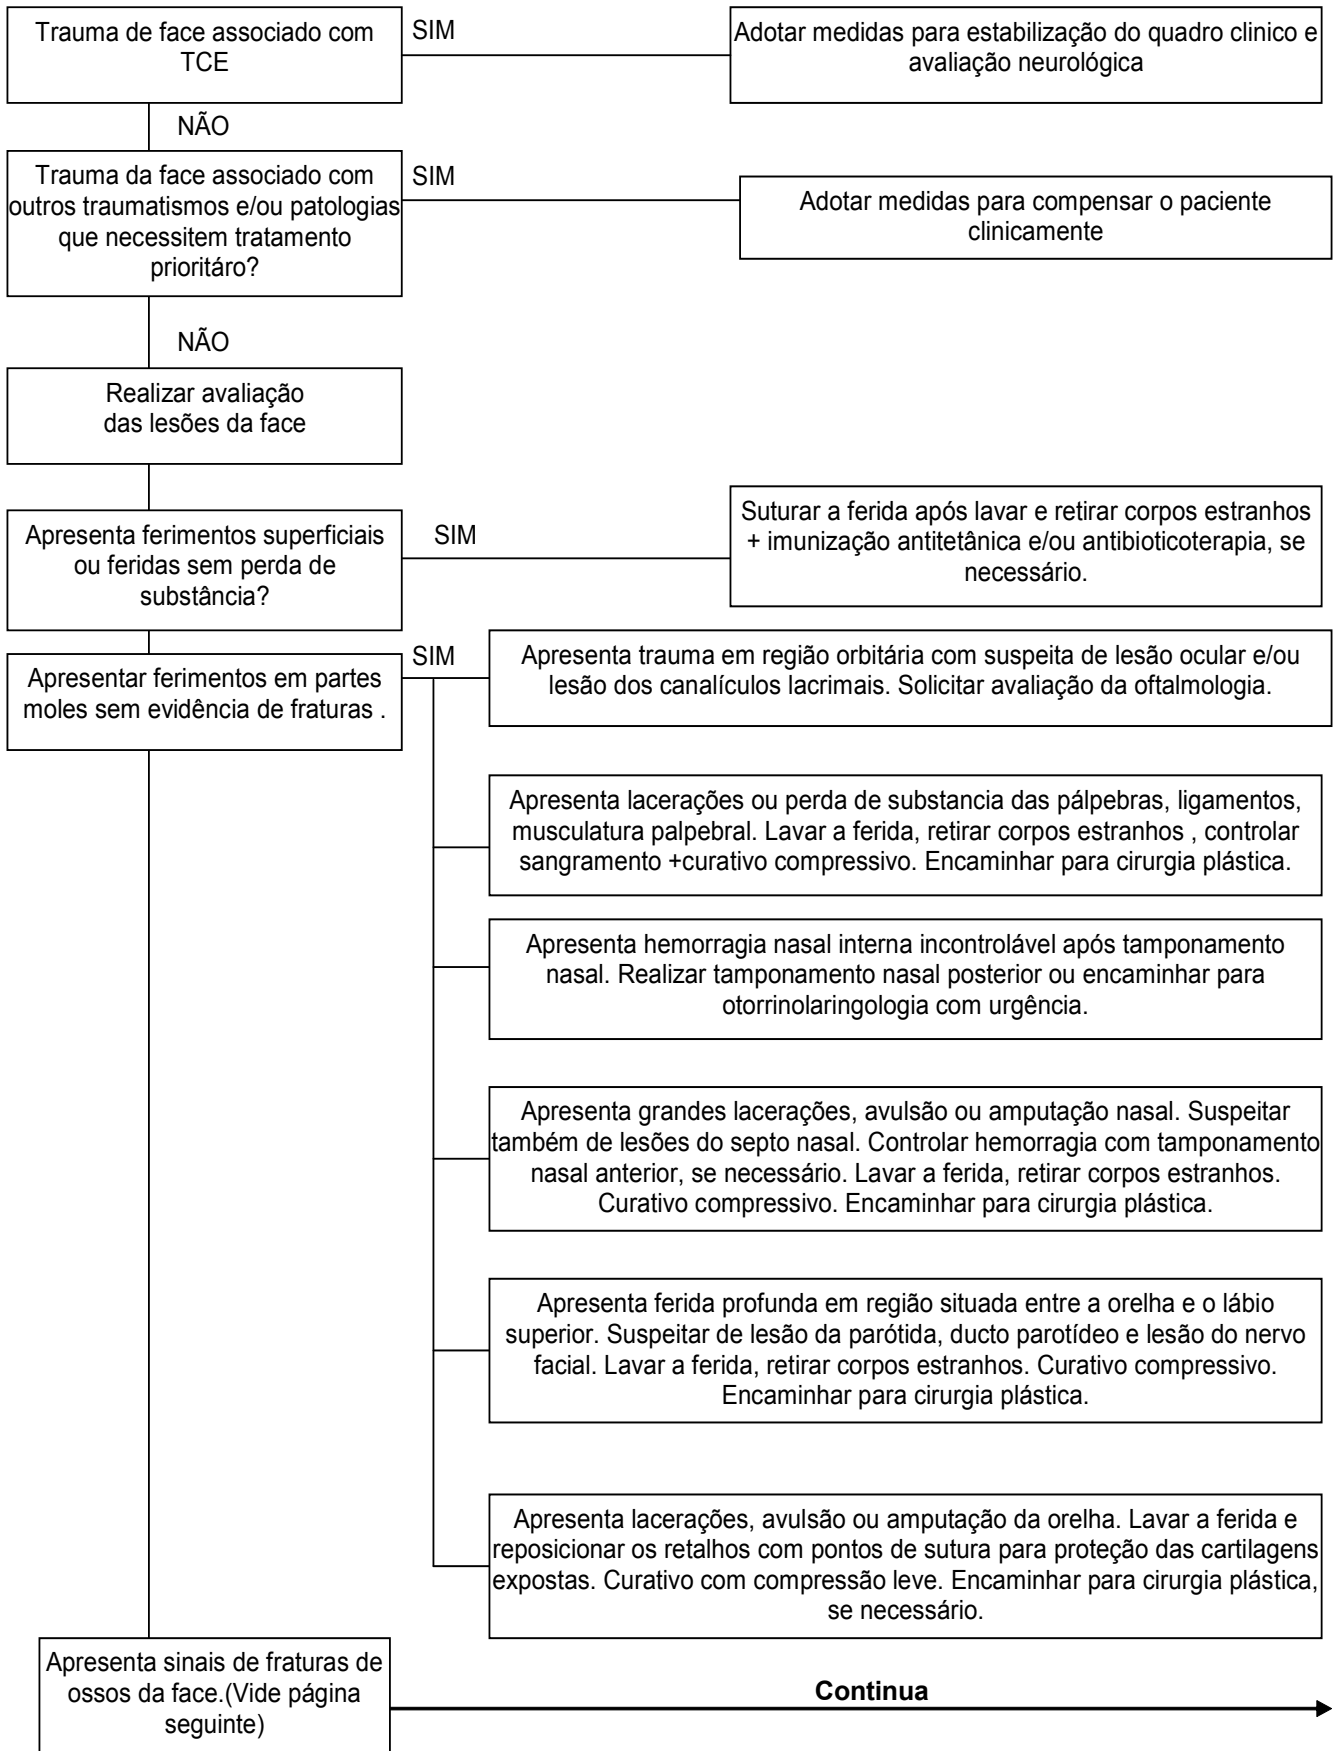 Trauma de face associado com
TCE
SIM
Adotar medidas para estabilização do quadro clinico e
avaliação neurológica
NÃO
Trauma da face associado com
outros traumatismos e/ou patologias
que necessitem tratamento
prioritáro?
SIM
Adotar medidas para compensar o paciente
clinicamente
NÃO
Realizar avaliação
das lesões da face
Apresenta ferimentos superficiais
ou feridas sem perda de
substância?
SIM
Suturar a ferida após lavar e retirar corpos estranhos
+ imunização antitetânica e/ou antibioticoterapia, se
necessário.
Apresentar ferimentos em partes
moles sem evidência de fraturas .
SIM
Apresenta trauma em região orbitária com suspeita de lesão ocular e/ou
lesão dos canalículos lacrimais. Solicitar avaliação da oftalmologia.
Apresenta lacerações ou perda de substancia das pálpebras, ligamentos,
musculatura palpebral. Lavar a ferida, retirar corpos estranhos , controlar
sangramento +curativo compressivo. Encaminhar para cirurgia plástica.
Apresenta hemorragia nasal interna incontrolável após tamponamento
nasal. Realizar tamponamento nasal posterior ou encaminhar para
otorrinolaringologia com urgência.
Apresenta grandes lacerações, avulsão ou amputação nasal. Suspeitar
também de lesões do septo nasal. Controlar hemorragia com tamponamento
nasal anterior, se necessário. Lavar a ferida, retirar corpos estranhos.
Curativo compressivo. Encaminhar para cirurgia plástica.
Apresenta ferida profunda em região situada entre a orelha e o lábio
superior. Suspeitar de lesão da parótida, ducto parotídeo e lesão do nervo
facial. Lavar a ferida, retirar corpos estranhos. Curativo compressivo.
Encaminhar para cirurgia plástica.
Apresenta lacerações, avulsão ou amputação da orelha. Lavar a ferida e
reposicionar os retalhos com pontos de sutura para proteção das cartilagens
expostas. Curativo com compressão leve. Encaminhar para cirurgia plástica,
se necessário.
Apresenta sinais de fraturas de
ossos da face.(Vide página
seguinte)
Continua